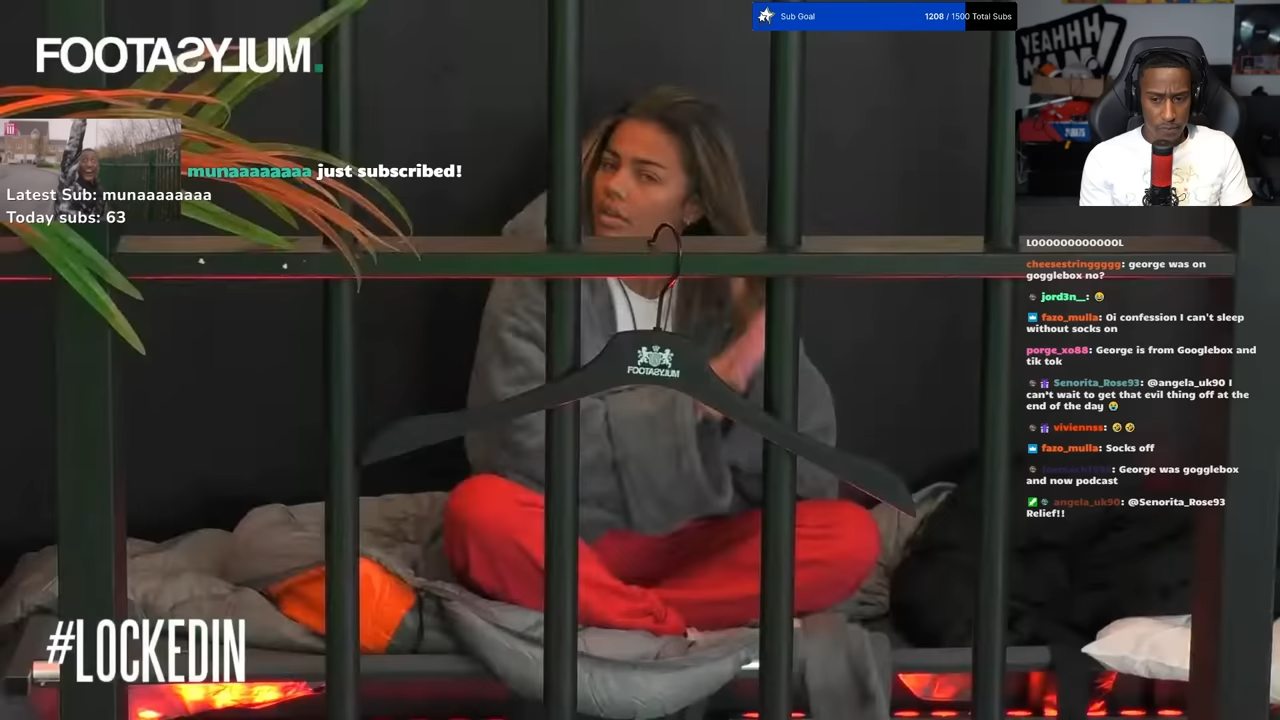 FOOTASYLUM.
Sub Goal
1208 / 1500 Total Subs
YEAHHH
MAN!
munaaaaaaaa just subscribed!
Latest Sub: munaaaaaaaa
Today subs: 63
LOOOOOOOOOOOOL
cheesestringgggg: george was on
gogglebox no?
jord3n__:
fazo_mulla: Oi confession I can't sleep
without socks on
porge_xo88: George is from Googlebox and
tik tok
Senorita_Rose93: @angela_uk90 I
can't wait to get that evil thing off at the
end of the day
viviennss:
fazo_mulla: Socks off
George was gogglebox
and now podcast
angela_uk90: @Senorita_Rose93
Relief!!
FOOTASYLUM
#LOCKEDIN